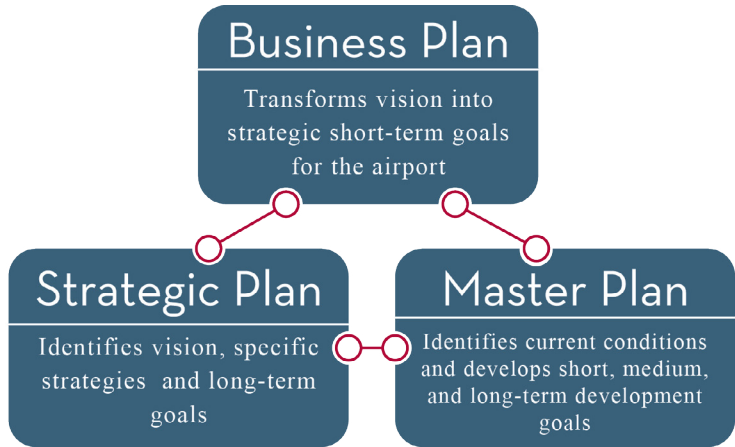 Business Plan
Transforms vision into
strategic short-term goals
for the airport
Strategic Plan
Identifies vision, specific
strategies and long-term
goals
Master Plan
Identifies current conditions
and develops short, medium,
and long-term development
goals